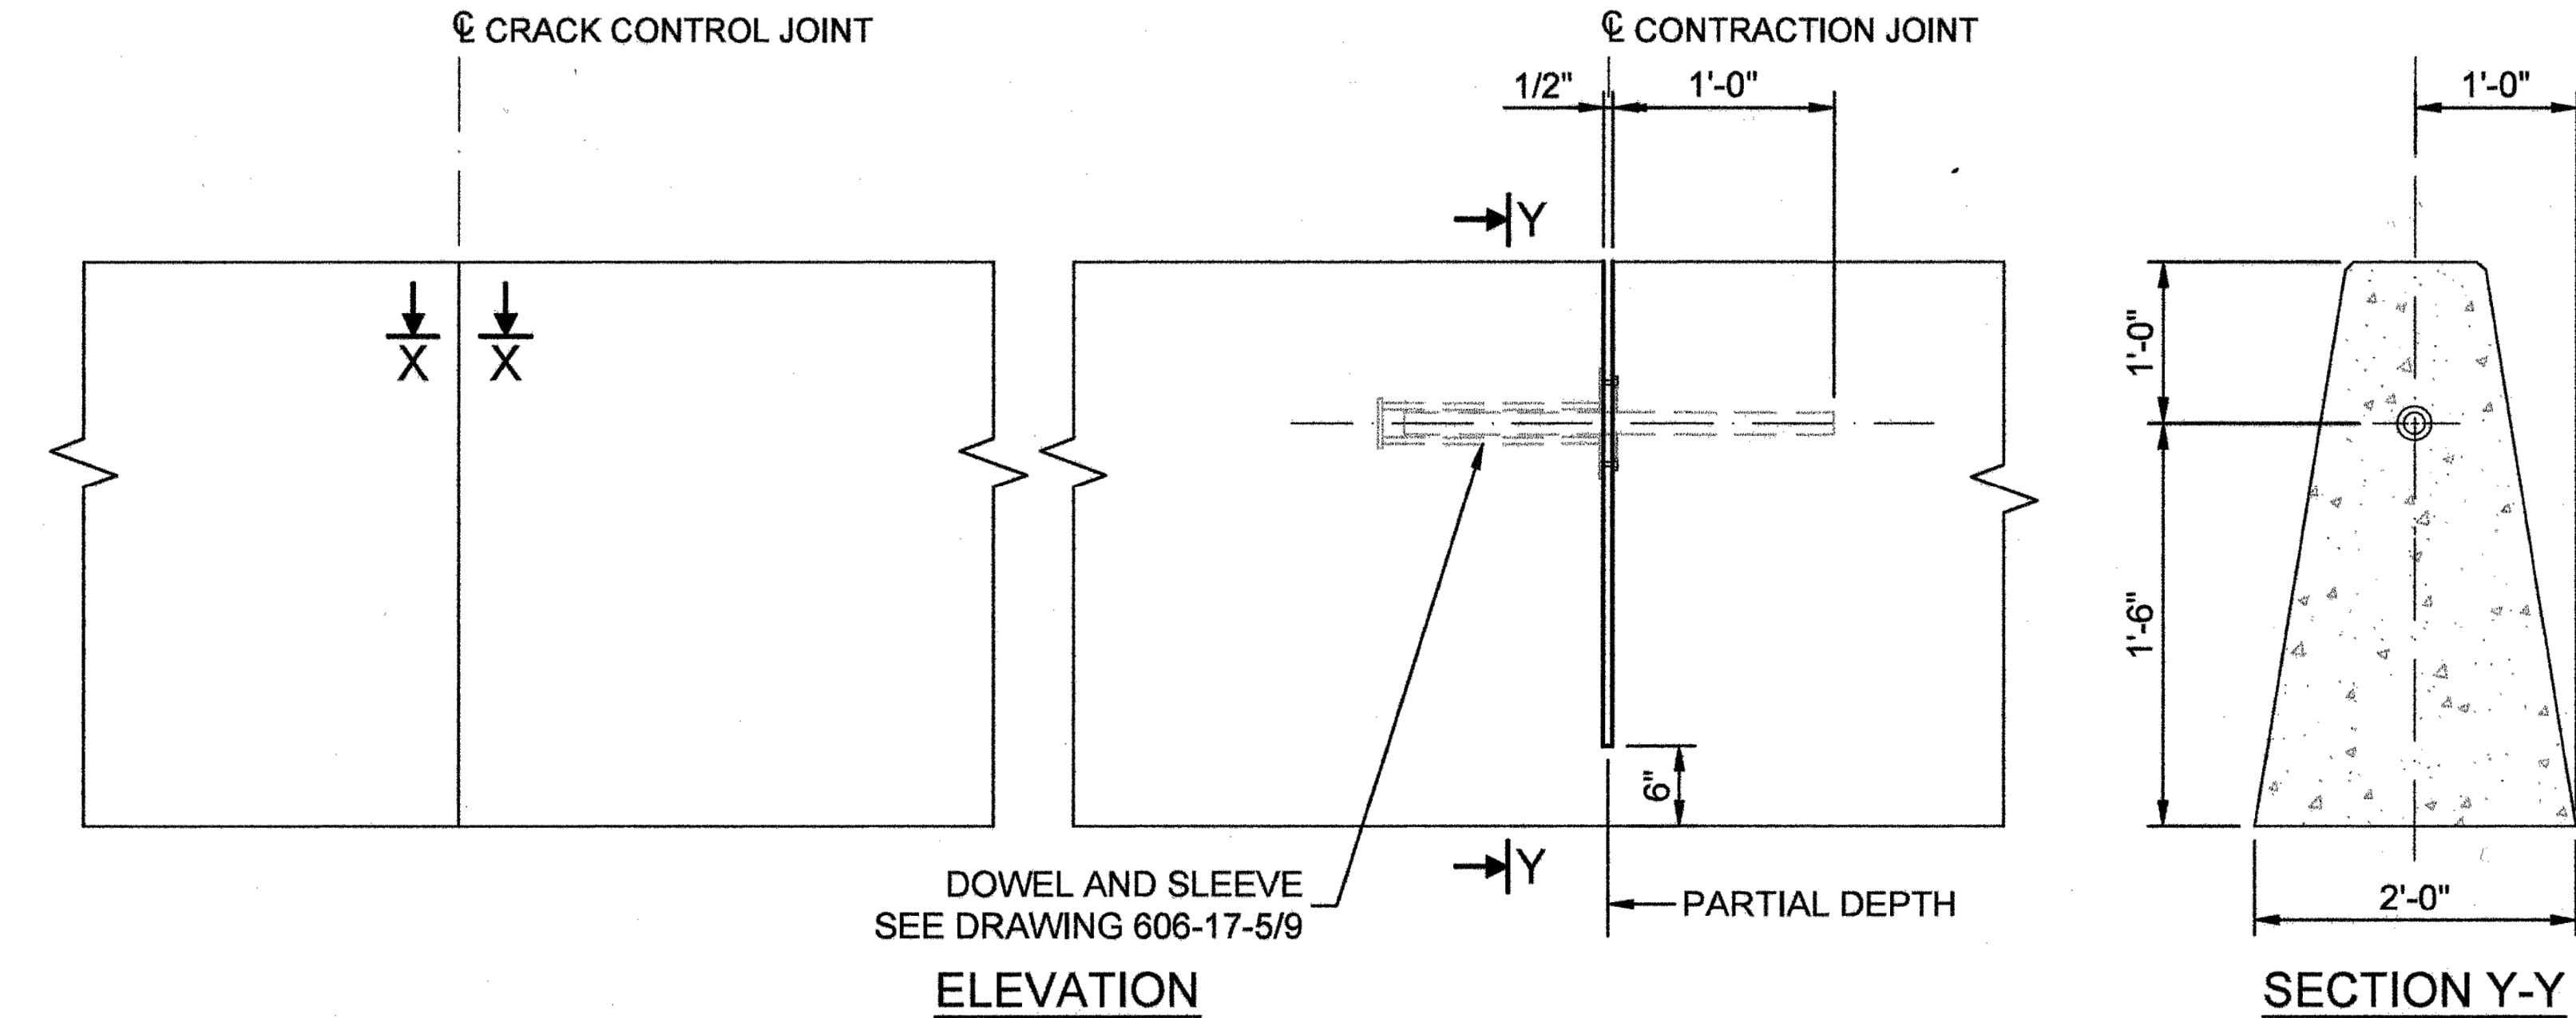 ℄ CRACK CONTROL JOINT
℄ CONTRACTION JOINT
1/2"
1'-0"
1'-0"
Y
X
X
1'-0"
1'-6"
6"
Y
DOWEL AND SLEEVE
SEE DRAWING 606-17-5/9
PARTIAL DEPTH
2'-0"
ELEVATION
SECTION Y-Y